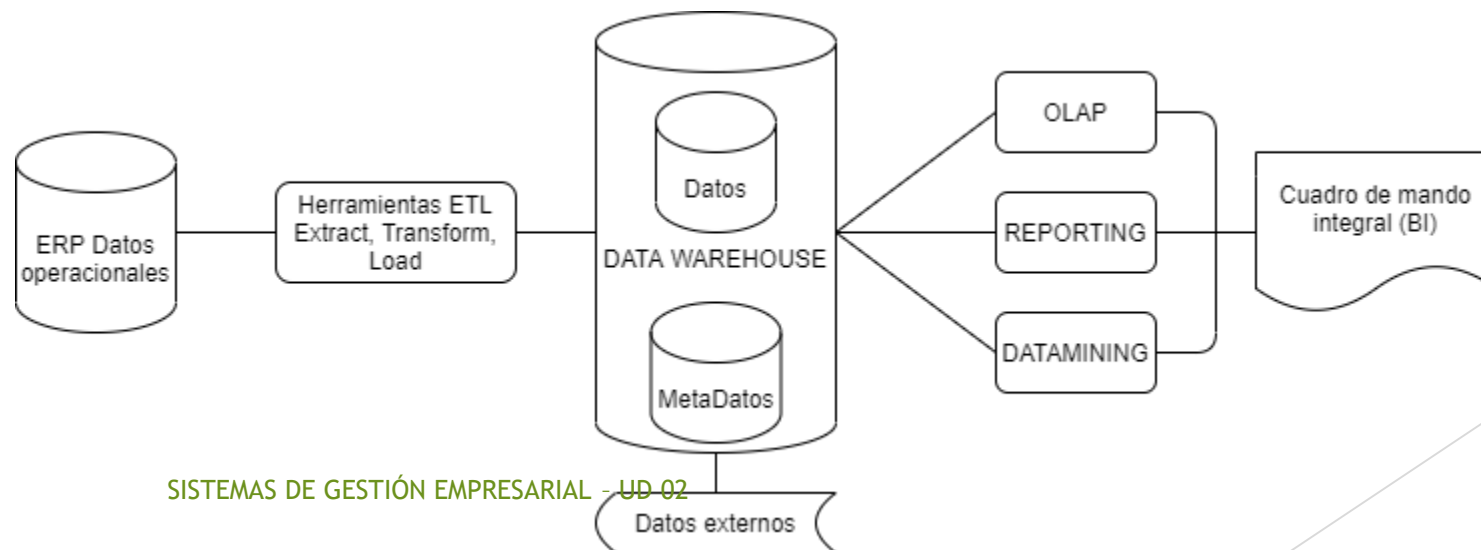 ERP Datos
operacionales
Herramientas ETL
Extract, Transform,
Load
Datos
DATA WAREHOUSE
MetaDatos
Datos externos
OLAP
REPORTING
DATAMINING
Cuadro de mando
integral (BI)
SISTEMAS DE GESTIÓN EMPRESARIAL – UD 02